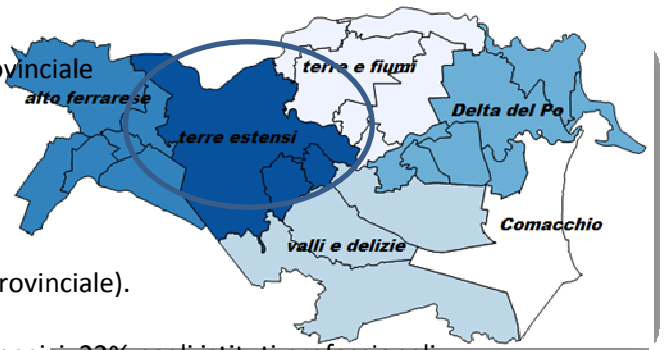 ovinciale
terre e fiumi
alto ferrarese
Delta del Po
terre estensi
Comacchio
valli e delizie
rovinciale).